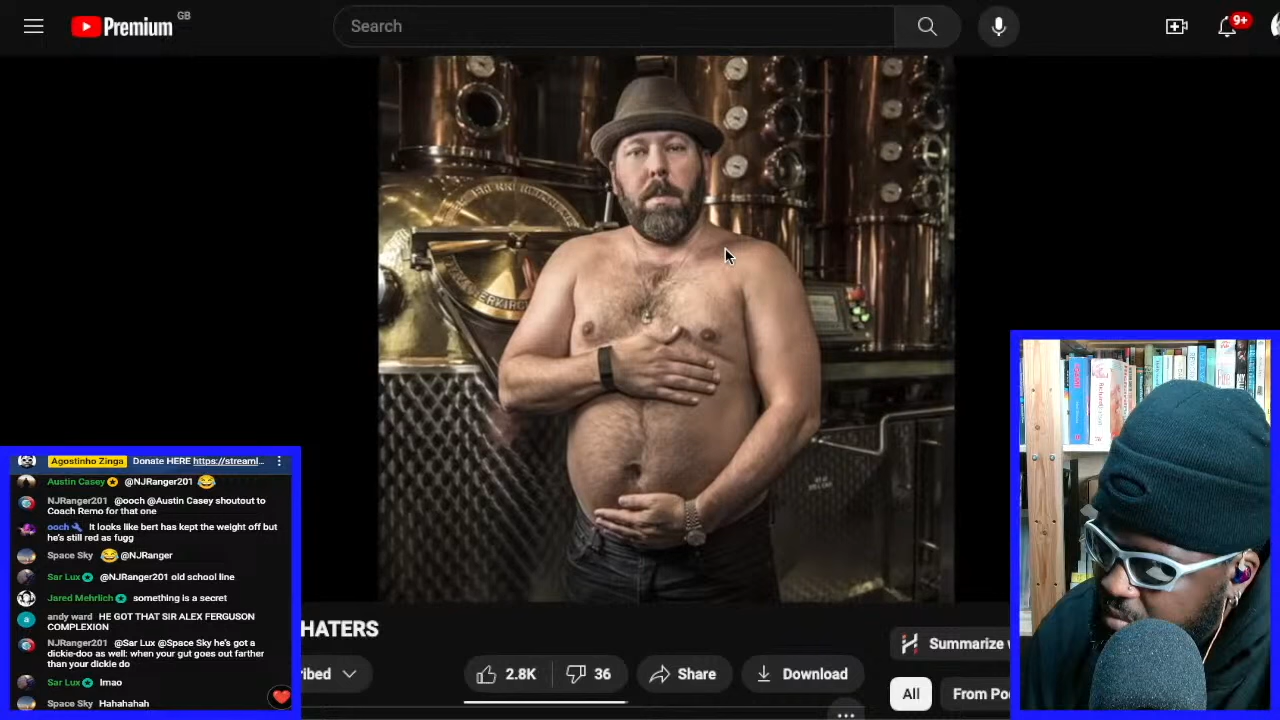 Premium GB
Search
9+
HATERS
ribed
2.8K
36
Share
Download
Summarize
All
From
Agostinho Zinga Donate HERE https://streaml...
Austin Casey @NJRanger201 😂
NJRanger201 @ooch @Austin Casey shoutout to
Coach Remo for that one
ooch It looks like bert has kept the weight off but
he's still red as fugg
Space Sky 😂 @NJRanger
Sar Lux @NJRanger201 old school line
Jared Mehrlich something is a secret
andy ward HE GOT THAT SIR ALEX FERGUSON
COMPLEXION
NJRanger201 @Sar Lux @Space Sky he's got a
dickie-doo as well: when your gut goes out farther
than your dickie do
Sar Lux lmao
Space Sky Hahahahah